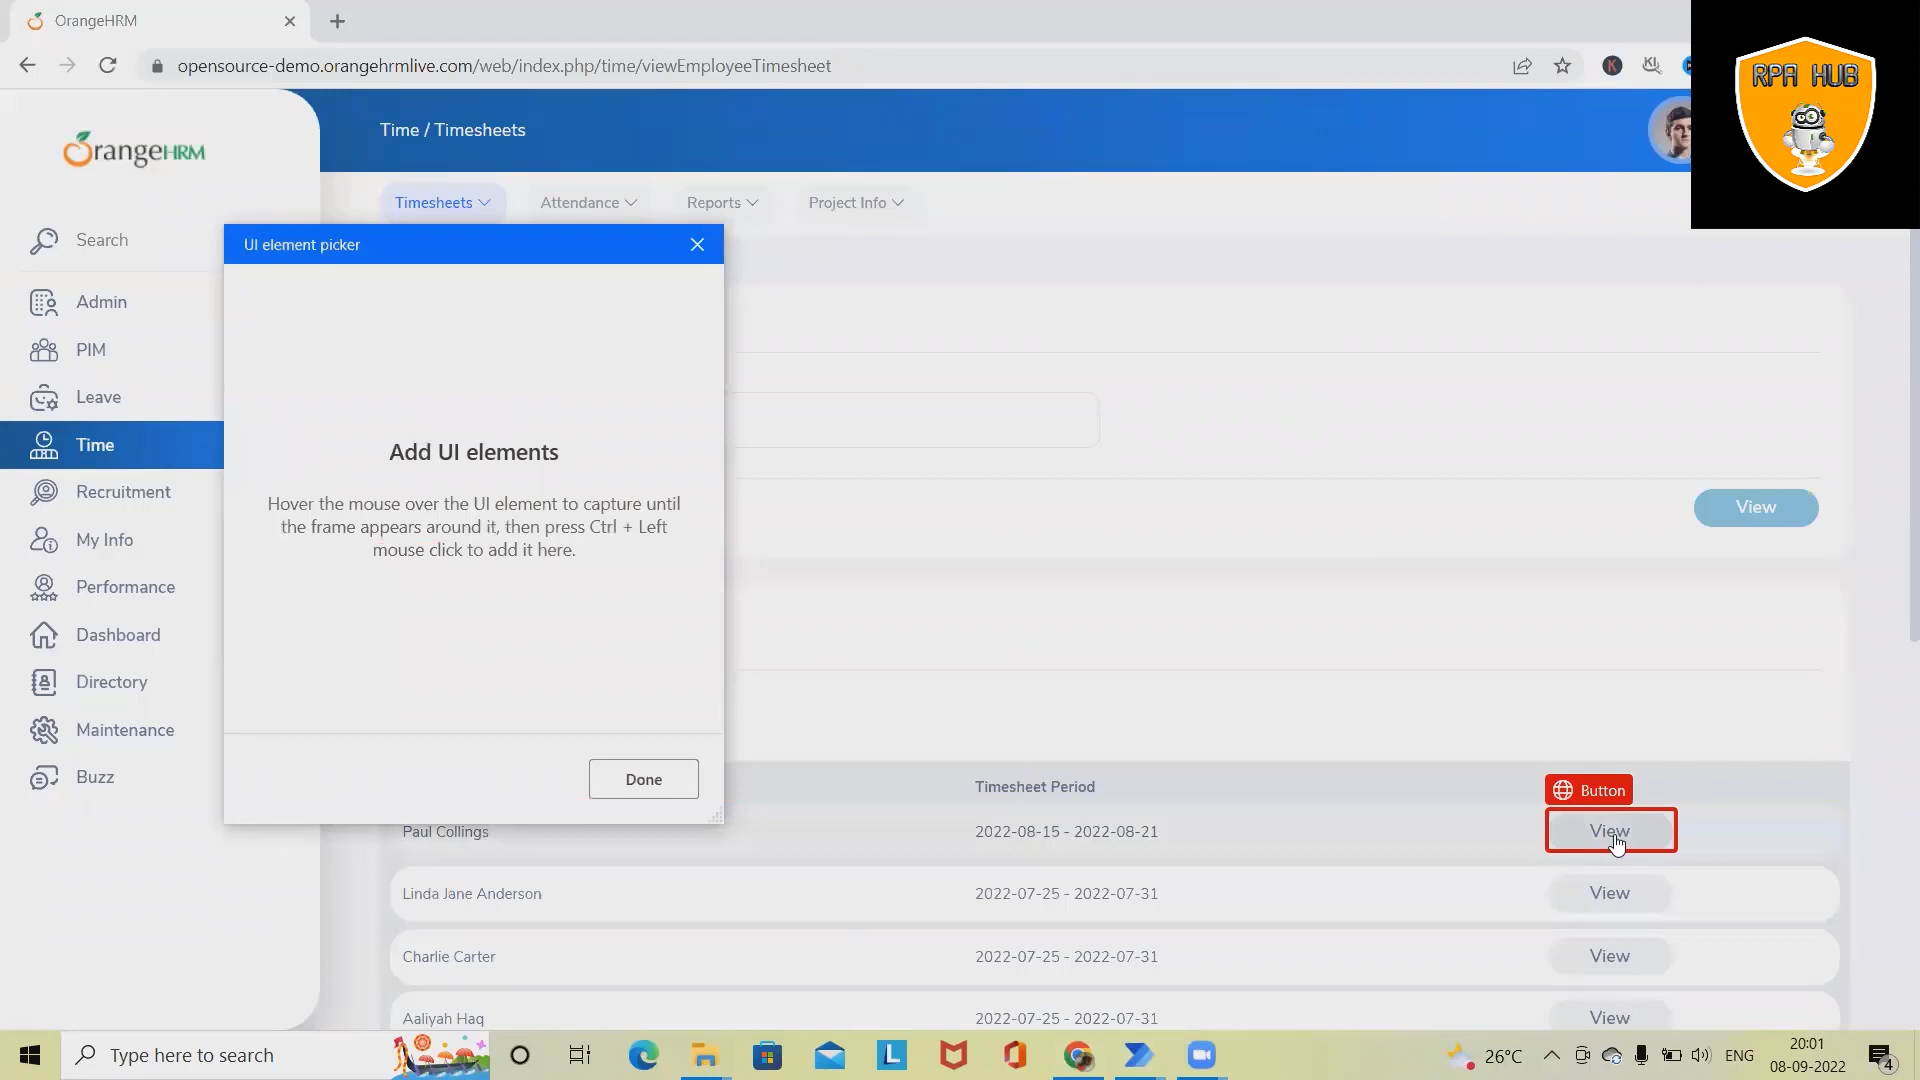 OrangeHRM
opensource-demo.orangehrmlive.com/web/index.php/time/viewEmployeeTimesheet
RPA HUB
OrangeHRM
Time / Timesheets
Timesheets
Attendance
Reports
Project Info
Search
Admin
PIM
Leave
Time
Recruitment
My Info
Performance
Dashboard
Directory
Maintenance
Buzz
UI element picker
Add UI elements
Hover the mouse over the UI element to capture until
the frame appears around it, then press Ctrl + Left
mouse click to add it here.
Done
View
Timesheet Period
Button
Paul Collings
2022-08-15 - 2022-08-21
View
Linda Jane Anderson
2022-07-25 - 2022-07-31
View
Charlie Carter
2022-07-25 - 2022-07-31
View
Aaliyah Haq
2022-07-25 - 2022-07-31
View
Type here to search
26°C
ENG
20:01
08-09-2022
4